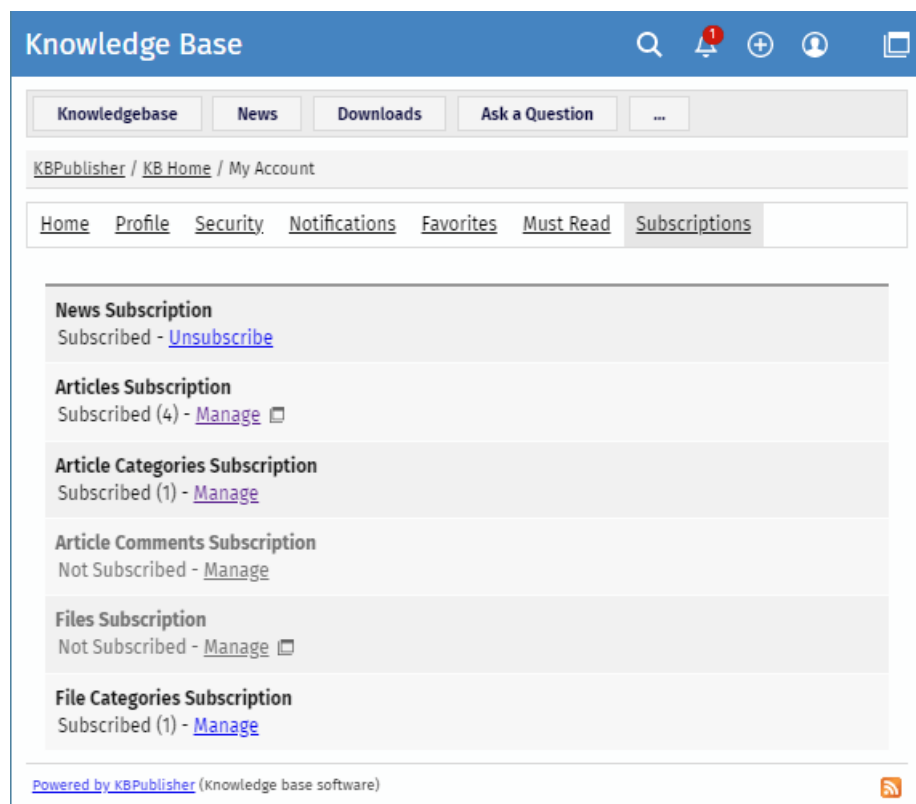 Knowledge Base
1
Knowledgebase News Downloads Ask a Question ...
KBPublisher / KB Home / My Account
Home Profile Security Notifications Favorites Must Read Subscriptions
News Subscription
Subscribed - Unsubscribe
Articles Subscription
Subscribed (4) - Manage
Article Categories Subscription
Subscribed (1) - Manage
Article Comments Subscription
Not Subscribed - Manage
Files Subscription
Not Subscribed - Manage
File Categories Subscription
Subscribed (1) - Manage
Powered by KBPublisher (Knowledge base software)